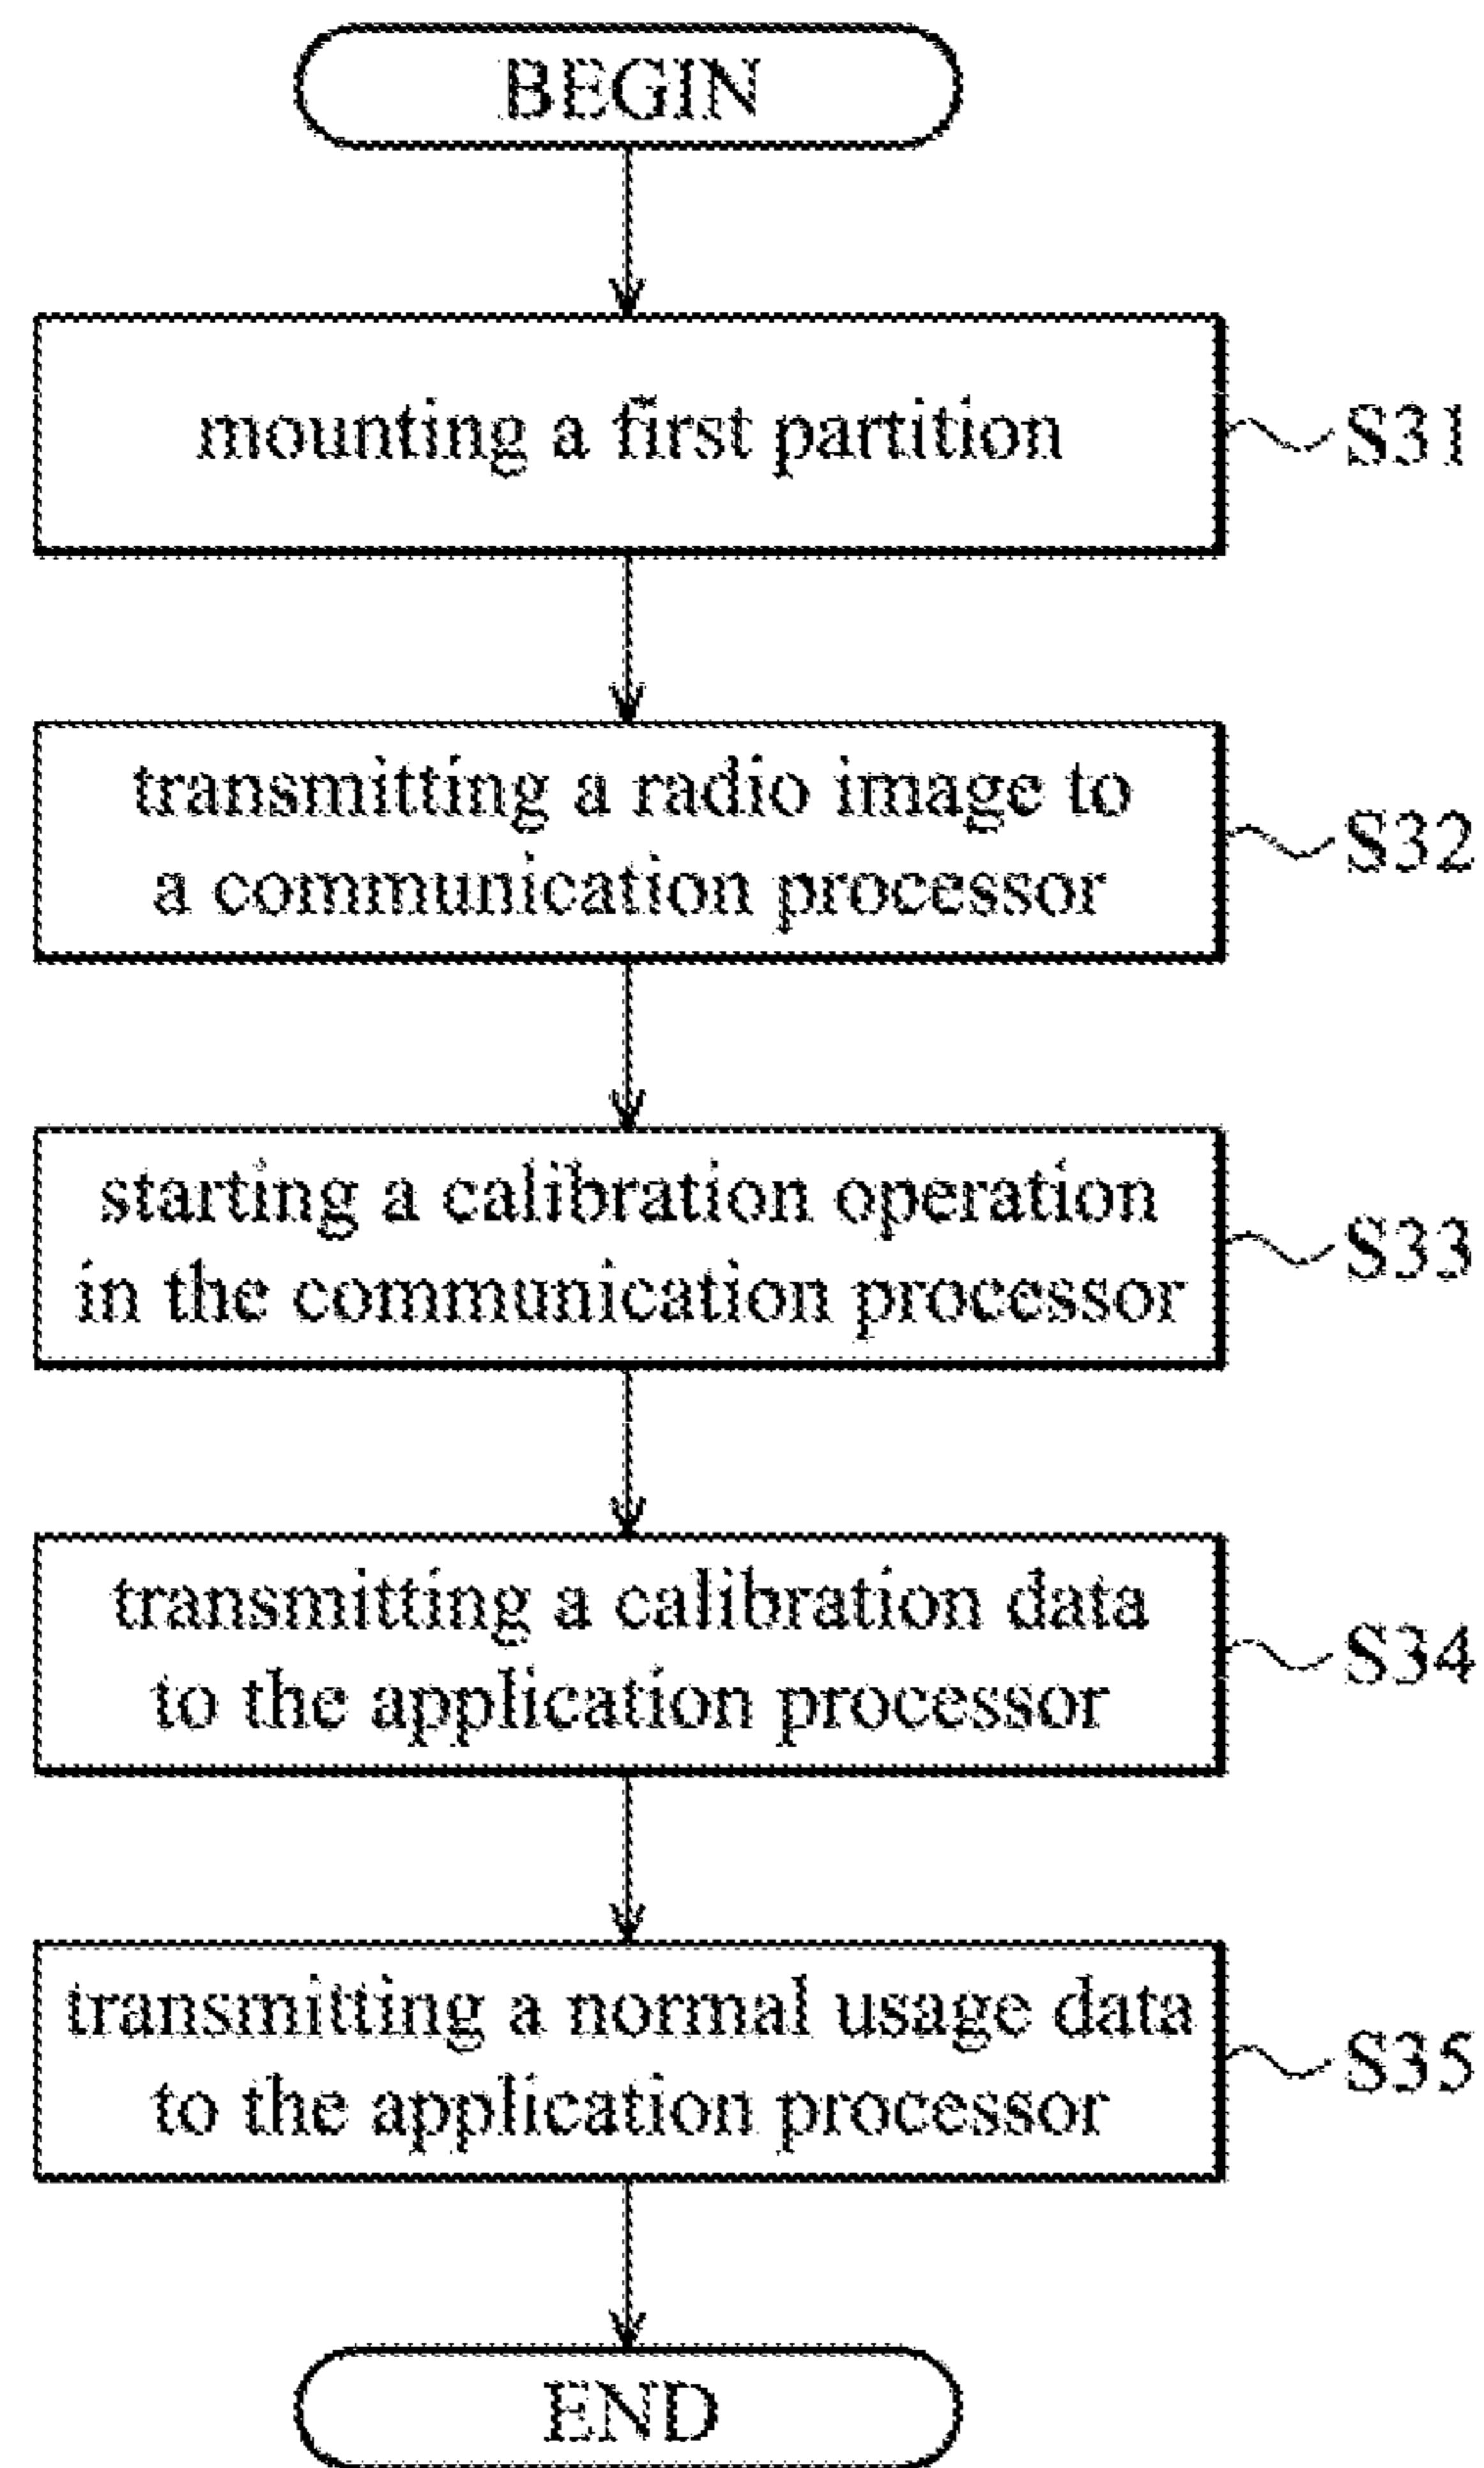 BEGIN
mounting a first partition
S31
transmitting a radio image to
a communication processor
S32
starting a calibration operation
in the communication processor
S33
transmitting a calibration data
to the application processor
S34
transmitting a normal usage data
to the application processor
S35
END